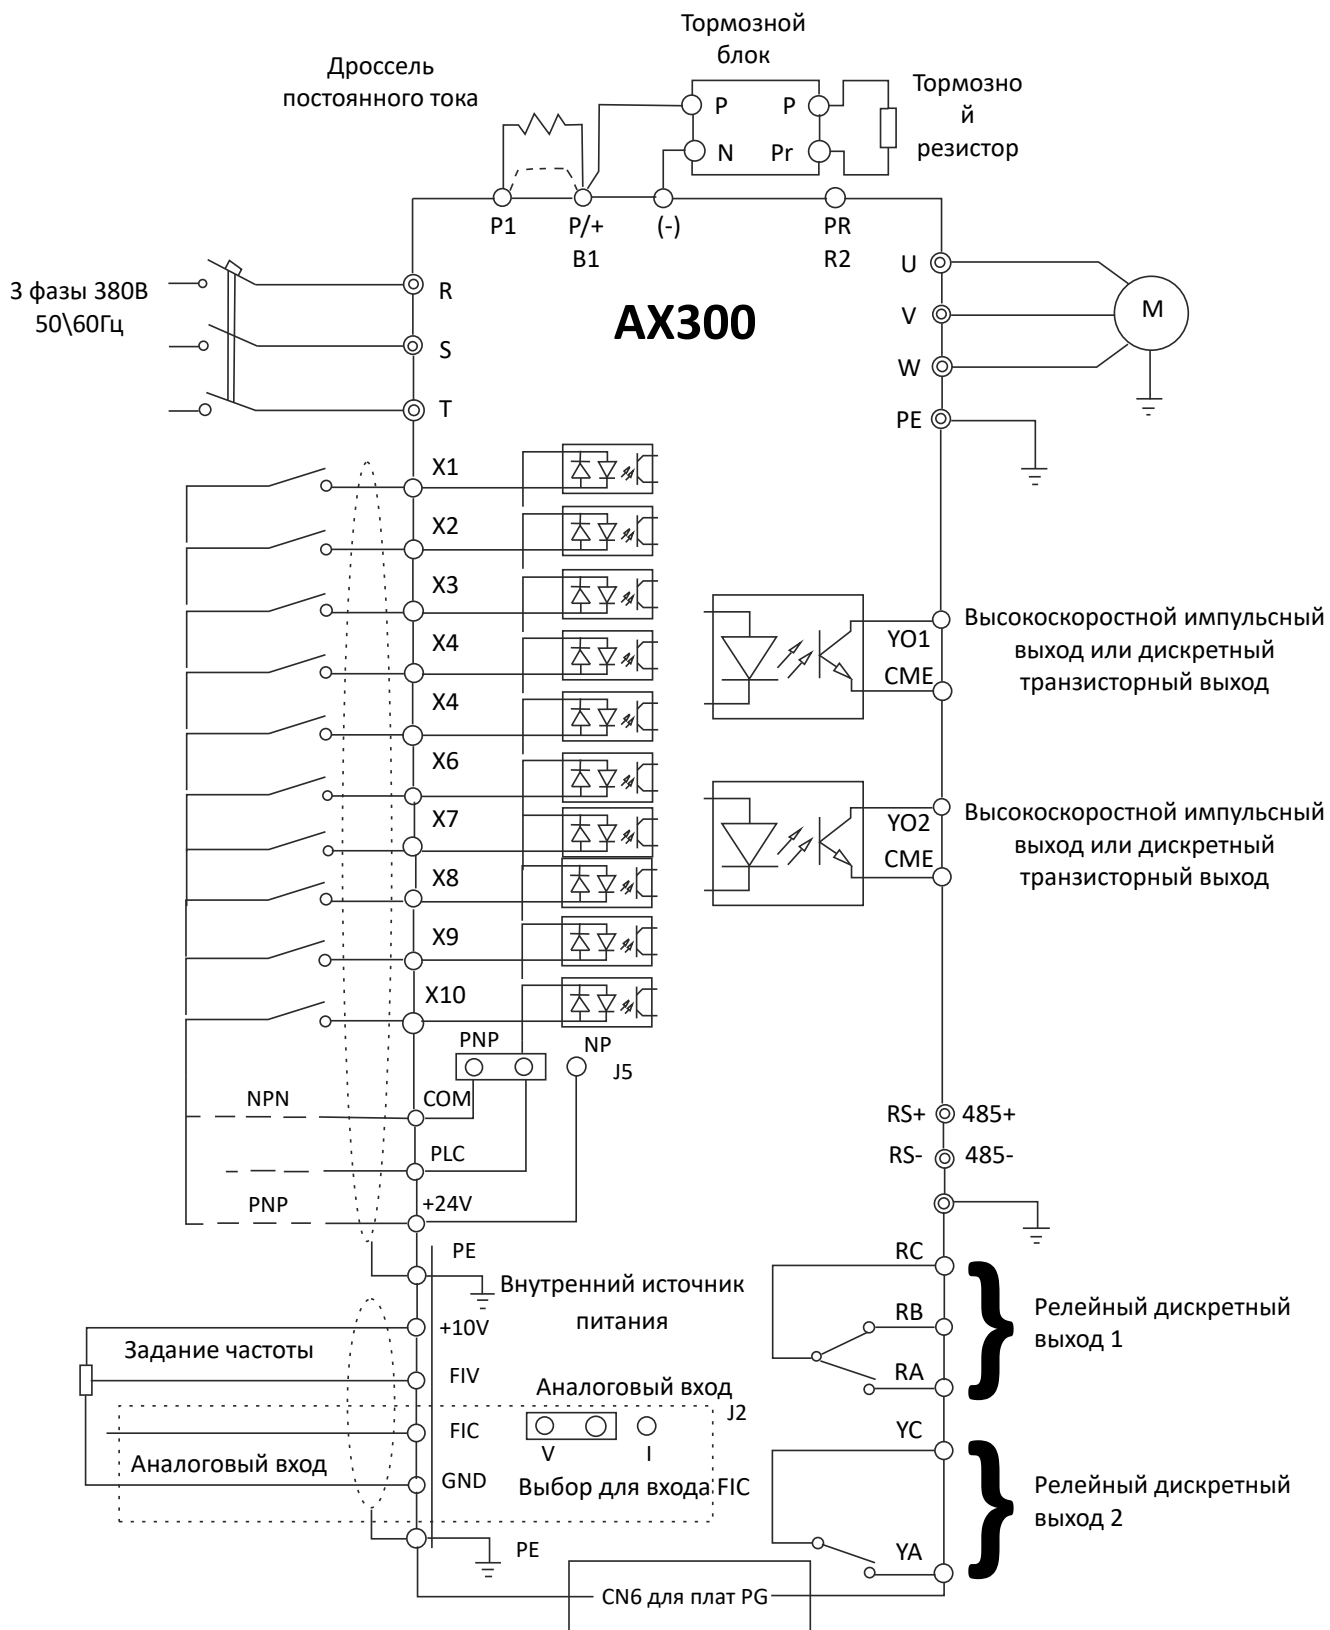 Тормозной
блок
Дроссель
постоянного тока
P P
N Pr
Тормозно
й
резистор
P1 P/+ (-) PR
B1 R2
3 фазы 380В
50\60Гц
R
S
T
AX300
U
V
W
PE
M
X1
X2
X3
X4
X4
X6
X7
X8
X9
X10
YO1
CME
Высокоскоростной импульсный
выход или дискретный
транзисторный выход
YO2
CME
Высокоскоростной импульсный
выход или дискретный
транзисторный выход
PNP
NP
J5
NPN
COM
PLC
PNP
+24V
RS+ 485+
RS- 485-
PE
Внутренний источник
питания
+10V
Задание частоты
FIV
Аналоговый вход
J2
FIC
V I
Аналоговый вход
GND
Выбор для входа FIC
PE
RC
RB
RA
Релейный дискретный
выход 1
YC
YA
Релейный дискретный
выход 2
CN6 для плат PG